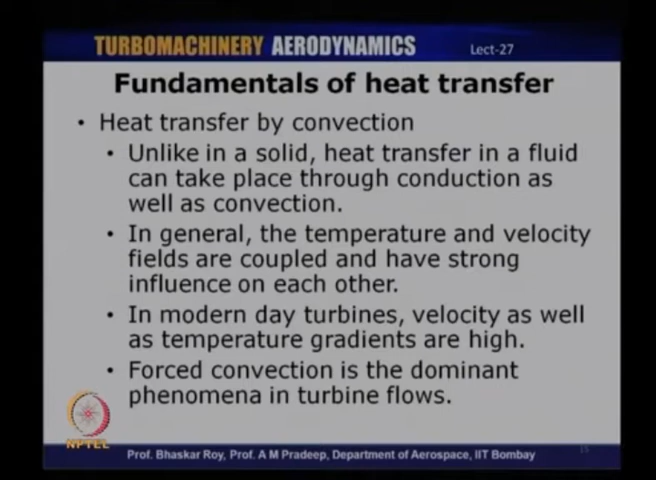 TURBOMACHINERY AERODYNAMICS Lect-27
Fundamentals of heat transfer
• Heat transfer by convection
• Unlike in a solid, heat transfer in a fluid
can take place through conduction as
well as convection.
• In general, the temperature and velocity
fields are coupled and have strong
influence on each other.
• In modern day turbines, velocity as well
as temperature gradients are high.
• Forced convection is the dominant
phenomena in turbine flows.
NPTEL
Prof. Bhaskar Roy, Prof. A M Pradeep, Department of Aerospace, IIT Bombay